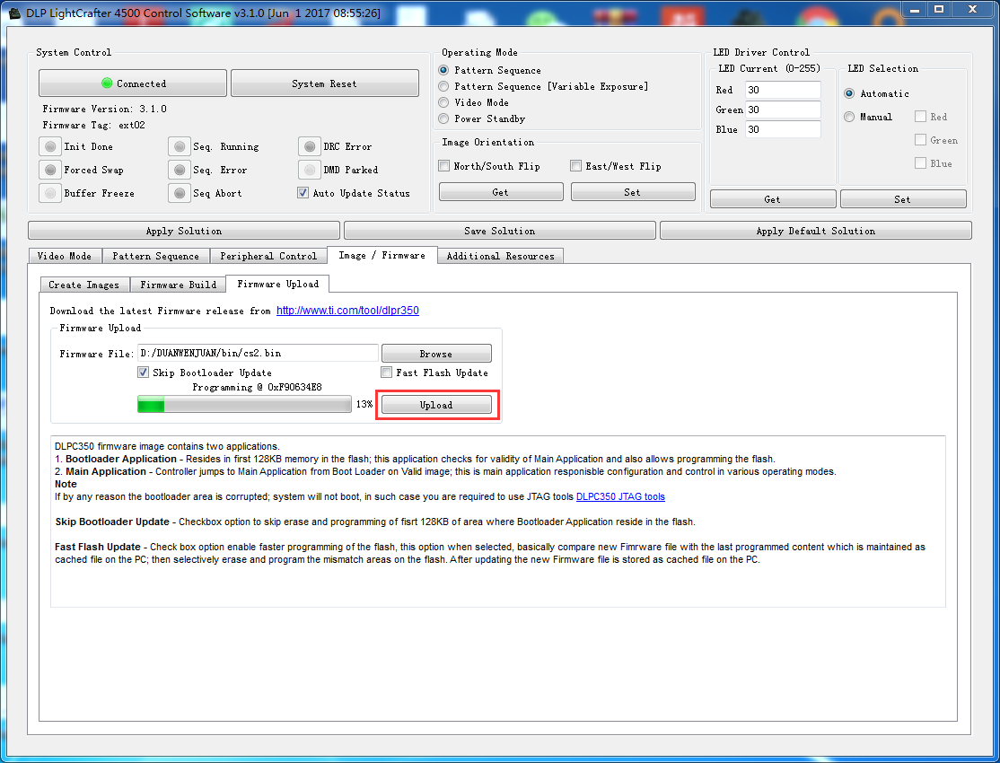 DLP LightCrafter 4500 Control Software v3.1.0 [Jun 1 2017 08:55:26]
System Control
Connected
System Reset
Firmware Version: 3.1.0
Firmware Tag: ext02
Init Done
Seq. Running
DRC Error
Forced Swap
Seq. Error
DMD Parked
Buffer Freeze
Seq Abort
Auto Update Status
Operating Mode
Pattern Sequence
Pattern Sequence [Variable Exposure]
Video Mode
Power Standby
Image Orientation
North/South Flip
East/West Flip
Get
Set
LED Driver Control
LED Current (0-255)
Red 30
Green 30
Blue 30
LED Selection
Automatic
Manual
Red
Green
Blue
Get
Set
Apply Solution
Save Solution
Apply Default Solution
Video Mode
Pattern Sequence
Peripheral Control
Image / Firmware
Additional Resources
Create Images
Firmware Build
Firmware Upload
Download the latest Firmware release from http://www.ti.com/tool/dlpr350
Firmware Upload
Firmware File: D:/DUANWENJUAN/bin/cs2.bin
Browse
Skip Bootloader Update
Fast Flash Update
Programming @ 0xF90634E8
13%
Upload
DLPC350 firmware image contains two applications.
1. Bootloader Application - Resides in first 128KB memory in the flash; this application checks for validity of Main Application and also allows programming the flash.
2. Main Application - Controller jumps to Main Application from Boot Loader on Valid image; this is main application responisble configuration and control in various operating modes.
Note
If by any reason the bootloader area is corrupted; system will not boot, in such case you are required to use JTAG tools DLPC350 JTAG tools
Skip Bootloader Update - Checkbox option to skip erase and programming of fisrt 128KB of area where Bootloader Application reside in the flash.
Fast Flash Update - Check box option enable faster programming of the flash, this option when selected, basically compare new Fimrware file with the last programmed content which is maintained as
cached file on the PC; then selectively erase and program the mismatch areas on the flash. After updating the new Firmware file is stored as cached file on the PC.